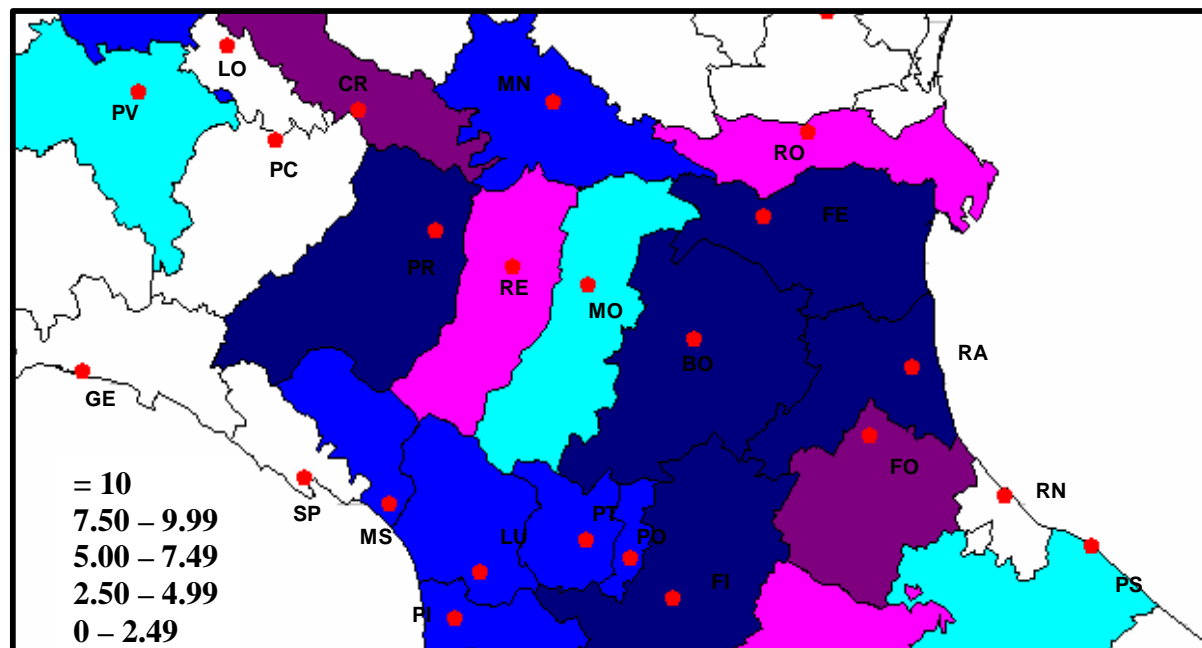 LO
CR
MN
PV
RO
PC
FE
PR
RE
MO
RA
BO
GE
FO
= 10
7.50 – 9.99
5.00 – 7.49
2.50 – 4.99
0 – 2.49
SP
MS
LU
PT
PO
RN
FI
PS
PI